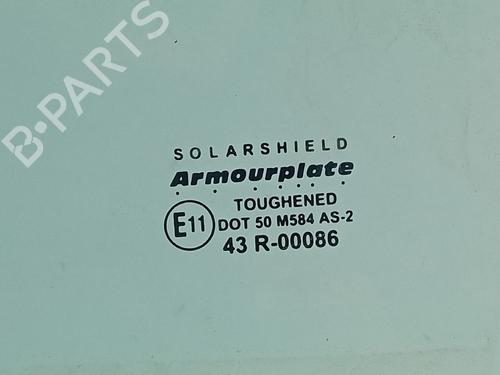 B-PARTS
SOLARSHIELD
Armourplate
TOUGHENED
E11
DOT 50 M584 AS-2
43 R-00086